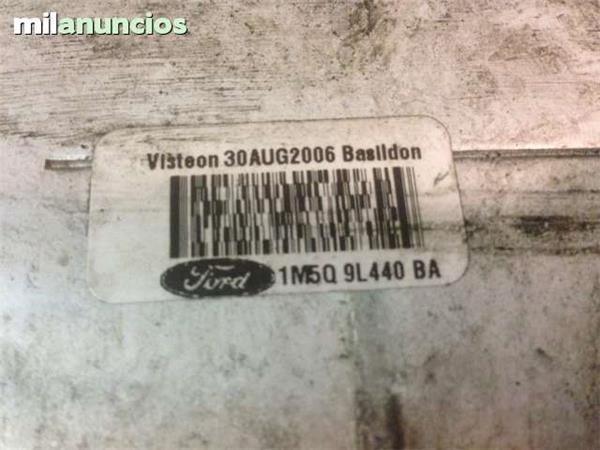 milanuncios
Visteon 30AUG2006 Basildon
Ford 1M5Q 9L440 BA